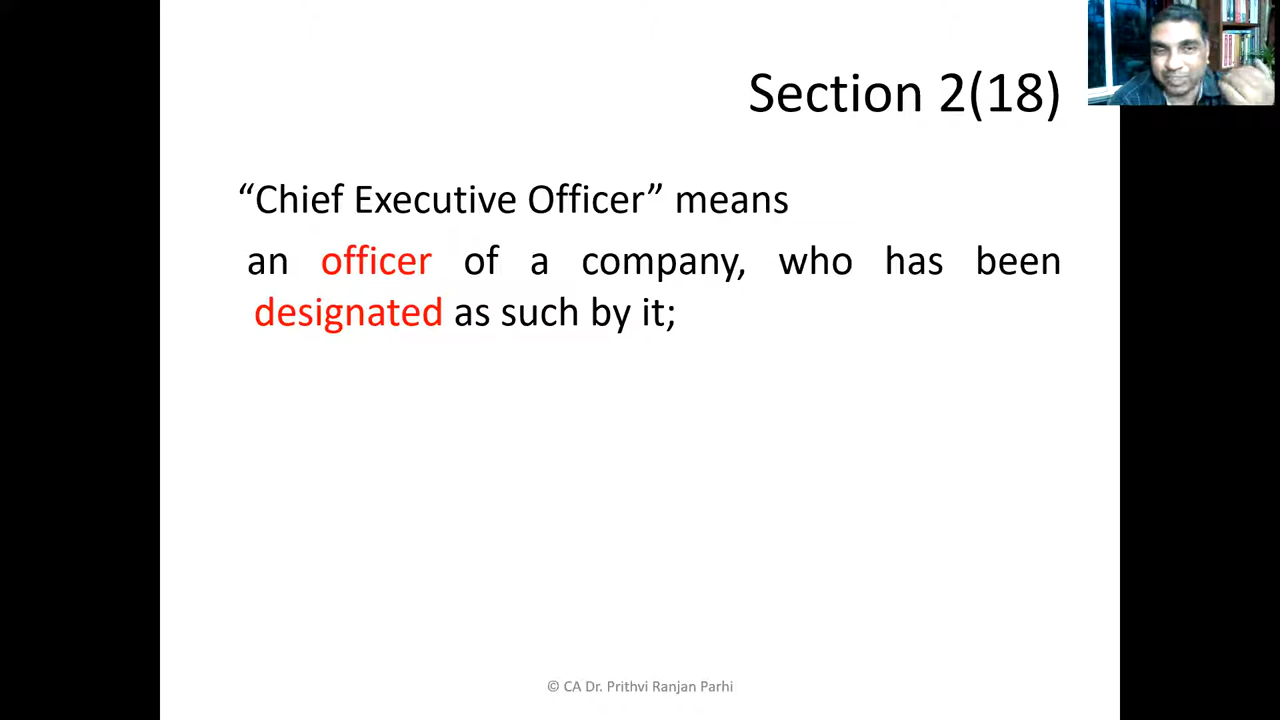 Section 2(18)
“Chief Executive Officer” means
an officer of a company, who has been
designated as such by it;
© CA Dr. Prithvi Ranjan Parhi